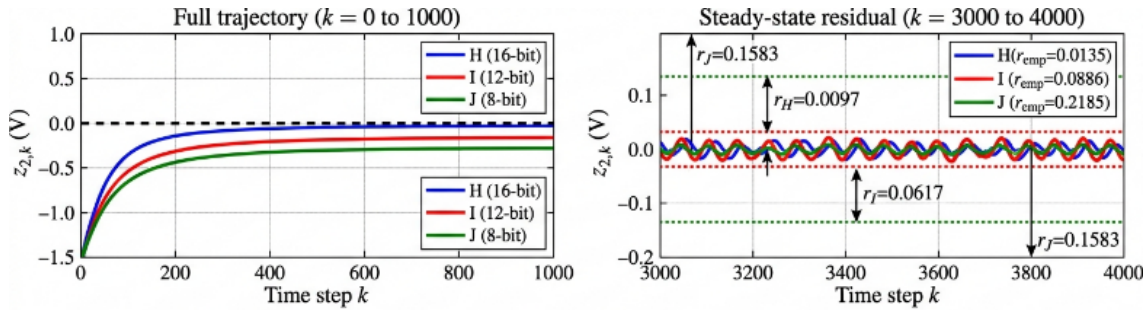 Full trajectory (k = 0 to 1000)
1.0
0.5
0.0
−0.5
−1.0
−1.5
z2,k (V)
H (16-bit)
I (12-bit)
J (8-bit)
H (16-bit)
I (12-bit)
J (8-bit)
0 200 400 600 800 1000
Time step k
Steady-state residual (k = 3000 to 4000)
0.1
0.0
−0.1
−0.2
z2,k (V)
rJ=0.1583
H(remp=0.0135)
I (remp=0.0886)
J (remp=0.2185)
rH=0.0097
rI=0.0617
rJ=0.1583
3000 3200 3400 3600 3800 4000
Time step k